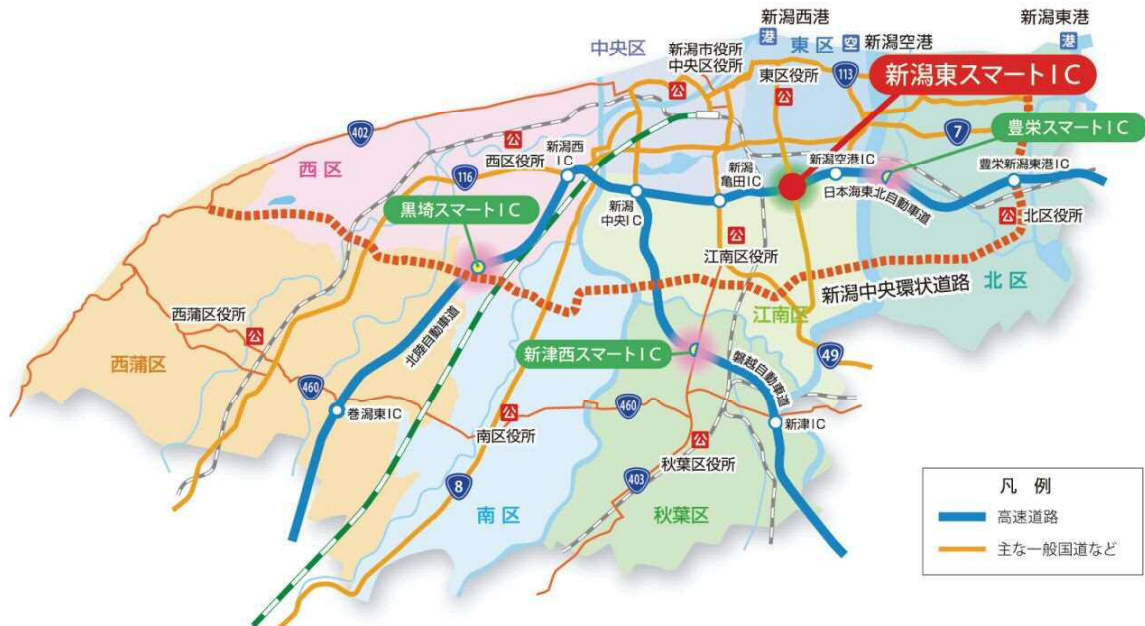 新潟西港
港
新潟東港
港
中央区
東区
空
新潟空港
新潟市役所
中央区役所
公
東区役所
公
113
新潟東スマートIC
7
豊栄スマートIC
402
公
西区役所
西区
116
新潟西
IC
新潟
中央IC
新潟
亀田IC
新潟空港IC
日本海東北自動車道
豊栄新潟東港IC
公
北区役所
黒埼スマートIC
公
江南区役所
新潟中央環状道路
北区
江南区
西蒲区役所
公
北陸自動車道
西蒲区
新津西スマートIC
磐越自動車道
49
460
巻潟東IC
公
南区役所
460
新津IC
公
秋葉区役所
8
403
南区
秋葉区
凡 例
高速道路
主な一般国道など